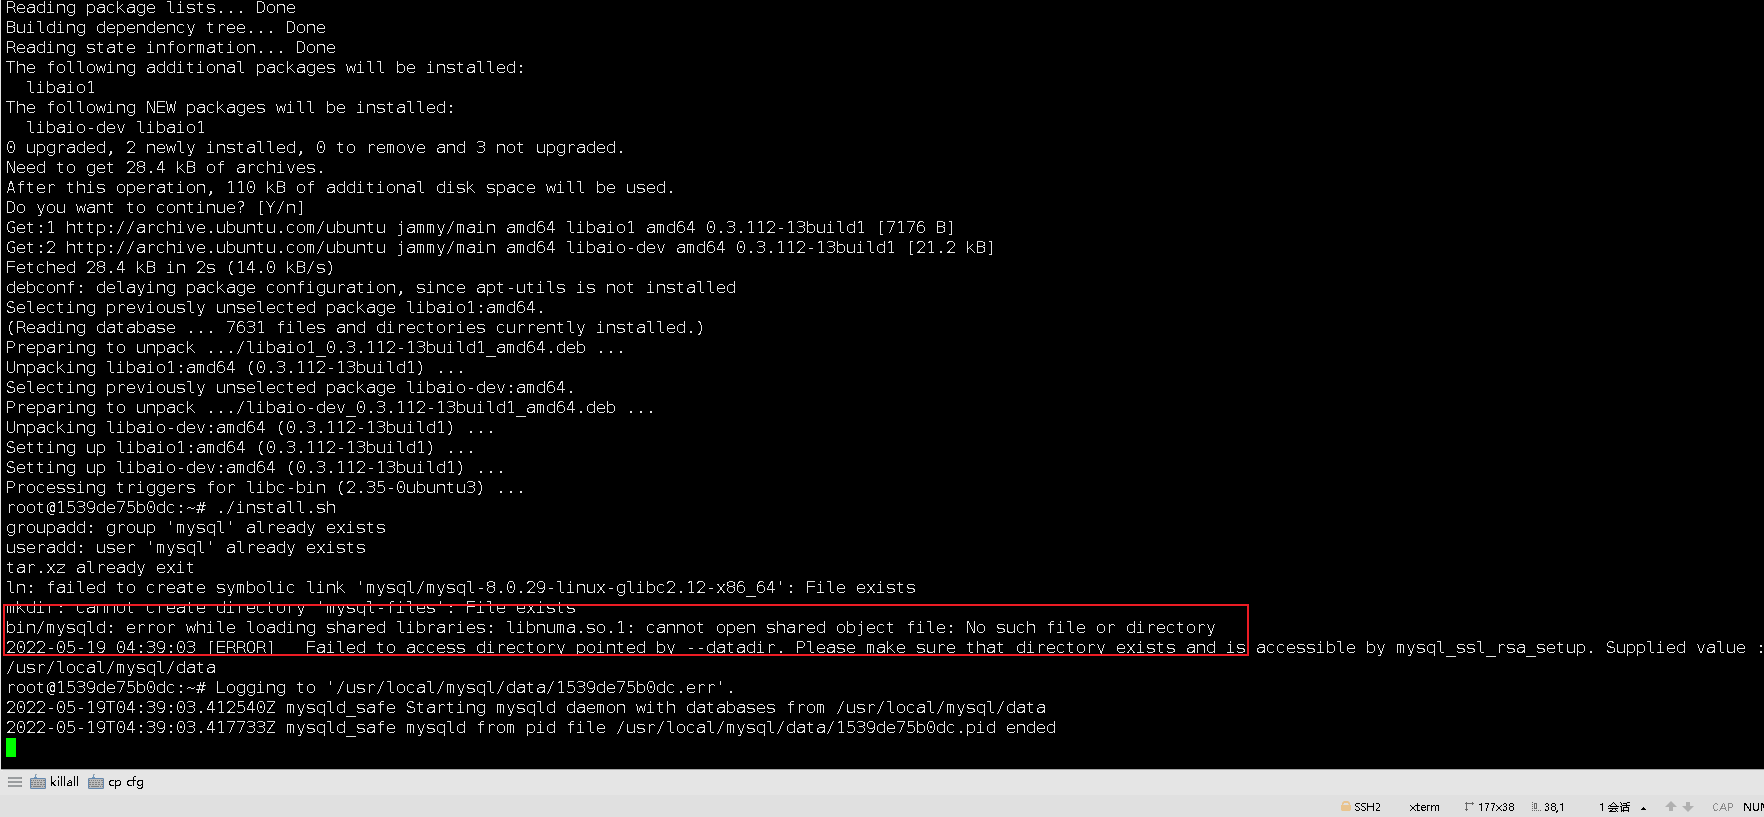 Reading package lists... Done
Building dependency tree... Done
Reading state information... Done
The following additional packages will be installed:
  libaio1
The following NEW packages will be installed:
  libaio-dev libaio1
0 upgraded, 2 newly installed, 0 to remove and 3 not upgraded.
Need to get 28.4 kB of archives.
After this operation, 110 kB of additional disk space will be used.
Do you want to continue? [Y/n]
Get:1 http://archive.ubuntu.com/ubuntu jammy/main amd64 libaio1 amd64 0.3.112-13build1 [7176 B]
Get:2 http://archive.ubuntu.com/ubuntu jammy/main amd64 libaio-dev amd64 0.3.112-13build1 [21.2 kB]
Fetched 28.4 kB in 2s (14.0 kB/s)
debconf: delaying package configuration, since apt-utils is not installed
Selecting previously unselected package libaio1:amd64.
(Reading database ... 7631 files and directories currently installed.)
Preparing to unpack .../libaio1_0.3.112-13build1_amd64.deb ...
Unpacking libaio1:amd64 (0.3.112-13build1) ...
Selecting previously unselected package libaio-dev:amd64.
Preparing to unpack .../libaio-dev_0.3.112-13build1_amd64.deb ...
Unpacking libaio-dev:amd64 (0.3.112-13build1) ...
Setting up libaio1:amd64 (0.3.112-13build1) ...
Setting up libaio-dev:amd64 (0.3.112-13build1) ...
Processing triggers for libc-bin (2.35-0ubuntu3) ...
root@1539de75b0dc:~# ./install.sh
groupadd: group 'mysql' already exists
useradd: user 'mysql' already exists
tar.xz already exit
ln: failed to create symbolic link 'mysql/mysql-8.0.29-linux-glibc2.12-x86_64': File exists
mkdir: cannot create directory 'mysql-files': File exists
bin/mysqld: error while loading shared libraries: libnuma.so.1: cannot open shared object file: No such file or directory
2022-05-19 04:39:03 [ERROR]   Failed to access directory pointed by --datadir. Please make sure that directory exists and is accessible by mysql_ssl_rsa_setup. Supplied value :
/usr/local/mysql/data
root@1539de75b0dc:~# Logging to '/usr/local/mysql/data/1539de75b0dc.err'.
2022-05-19T04:39:03.412540Z mysqld_safe Starting mysqld daemon with databases from /usr/local/mysql/data
2022-05-19T04:39:03.417733Z mysqld_safe mysqld from pid file /usr/local/mysql/data/1539de75b0dc.pid ended
killall cp cfg
SSH2 xterm 177x38 38,1 1 会话 CAP NUM